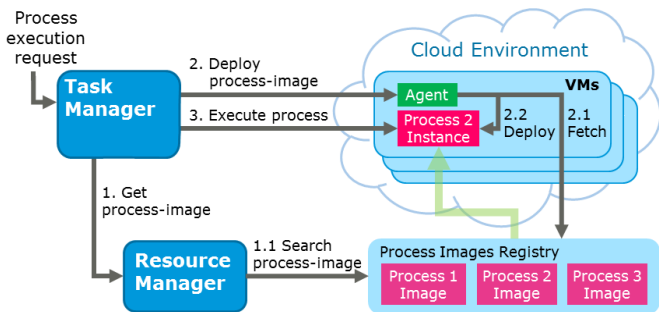 Process
execution
request
Task
Manager
2. Deploy
process-image
3. Execute process
Cloud Environment
VMs
Agent
Process 2
Instance
2.2
Deploy
2.1
Fetch
1. Get
process-image
Resource
Manager
1.1 Search
process-image
Process Images Registry
Process 1
Image
Process 2
Image
Process 3
Image